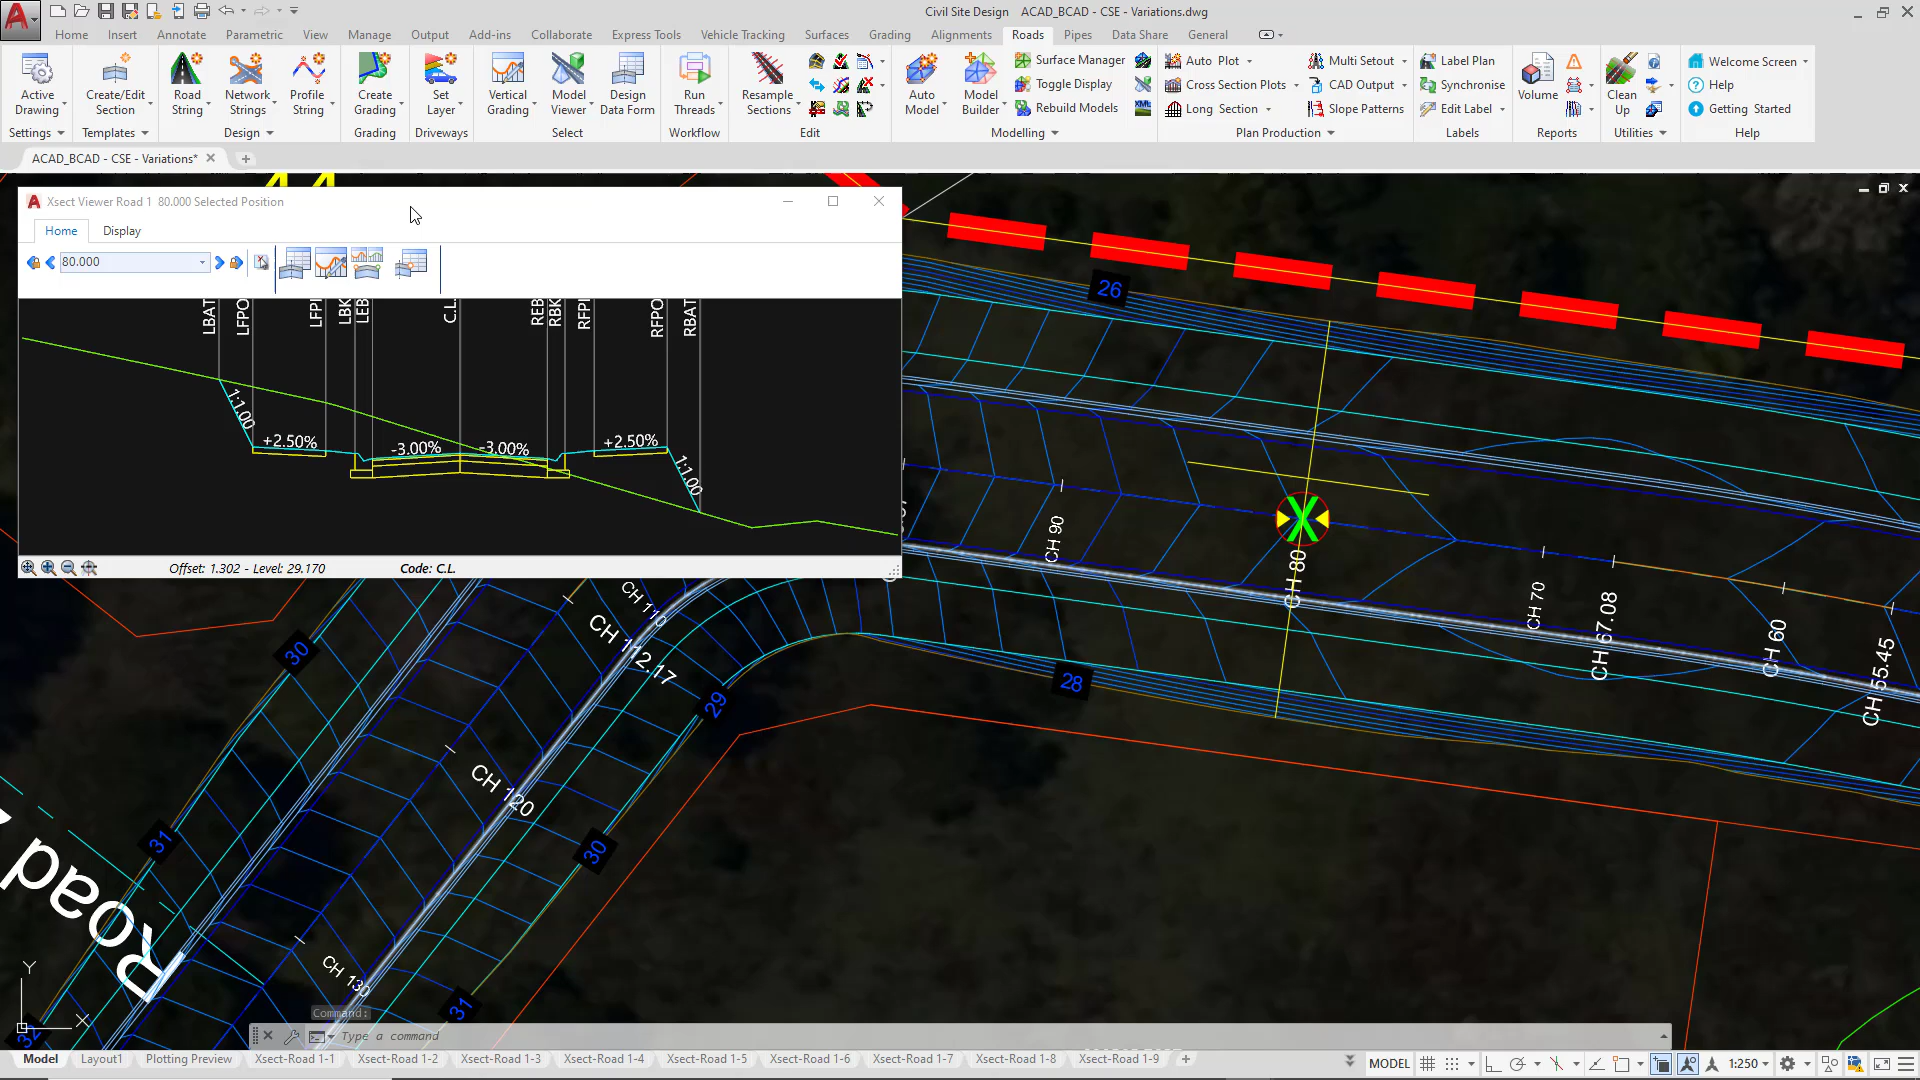 Civil Site Design ACAD_BCAD - CSE - Variations.dwg
Home Insert Annotate Parametric View Manage Output Add-ins Collaborate Express Tools Vehicle Tracking Surfaces Grading Alignments Roads Pipes Data Share General
Active Drawing
Create/Edit Section
Road String
Network Strings
Profile String
Create Grading
Set Layer
Vertical Grading
Model Viewer
Design Data Form
Run Threads
Resample Sections
Auto Model
Model Builder
Surface Manager
Toggle Display
Rebuild Models
XML
Auto Plot
Cross Section Plots
Long Section
Multi Setout
CAD Output
Slope Patterns
Label Plan
Synchronise
Edit Label
Volume
Clean Up
Welcome Screen
Help
Getting Started
Settings Templates Design Grading Driveways Select Workflow Edit Modelling Plan Production Labels Reports Utilities Help
ACAD_BCAD - CSE - Variations*
Xsect Viewer Road 1 80.000 Selected Position
Home Display
80.000
LBAT
LFPO
LFPI
LBK
LEB
C.L.
REB
RBK
RFPI
RFPO
RBAT
1:1.00
+2.50%
-3.00%
-3.00%
+2.50%
1:1.00
Offset: 1.302 - Level: 29.170 Code: C.L.
26
CH 90
CH 80
CH 70
CH 67.08
CH 60
CH 55.45
28
CH 110
CH 112.17
29
30
CH 120
30
31
Road
CH 130
31
32
Y
X
Command:
Type a command
Model Layout1 Plotting Preview Xsect-Road 1-1 Xsect-Road 1-2 Xsect-Road 1-3 Xsect-Road 1-4 Xsect-Road 1-5 Xsect-Road 1-6 Xsect-Road 1-7 Xsect-Road 1-8 Xsect-Road 1-9
MODEL 1:250